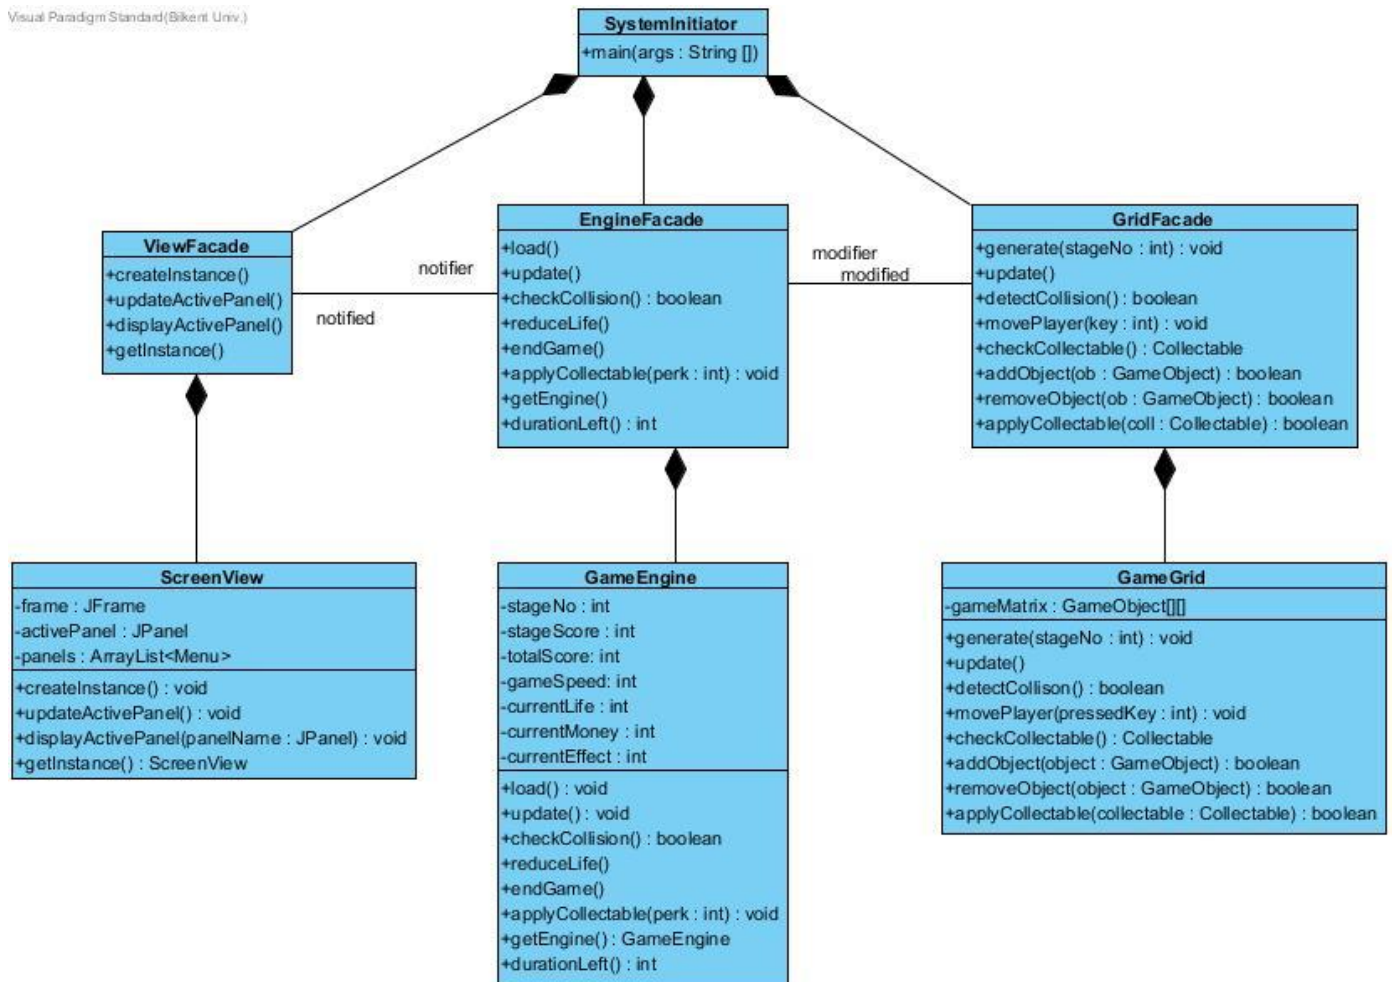 Visual Paradigm Standard(Bilkent Univ.)
SystemInitiator
+main(args : String [])
ViewFacade
+createInstance()
+updateActivePanel()
+displayActivePanel()
+getInstance()
notifier
notified
EngineFacade
+load()
+update()
+checkCollision() : boolean
+reduceLife()
+endGame()
+applyCollectable(perk : int) : void
+getEngine()
+durationLeft() : int
modifier
modified
GridFacade
+generate(stageNo : int) : void
+update()
+detectCollision() : boolean
+movePlayer(key : int) : void
+checkCollectable() : Collectable
+addObject(ob : GameObject) : boolean
+removeObject(ob : GameObject) : boolean
+applyCollectable(coll : Collectable) : boolean
ScreenView
-frame : JFrame
-activePanel : JPanel
-panels : ArrayList<Menu>
+createInstance() : void
+updateActivePanel() : void
+displayActivePanel(panelName : JPanel) : void
+getInstance() : ScreenView
GameEngine
-stageNo : int
-stageScore : int
-totalScore: int
-gameSpeed: int
-currentLife : int
-currentMoney : int
-currentEffect : int
+load() : void
+update() : void
+checkCollision() : boolean
+reduceLife()
+endGame()
+applyCollectable(perk : int) : void
+getEngine() : GameEngine
+durationLeft() : int
GameGrid
-gameMatrix : GameObject[][]
+generate(stageNo : int) : void
+update()
+detectCollison() : boolean
+movePlayer(pressedKey : int) : void
+checkCollectable() : Collectable
+addObject(object : GameObject) : boolean
+removeObject(object : GameObject) : boolean
+applyCollectable(collectable : Collectable) : boolean